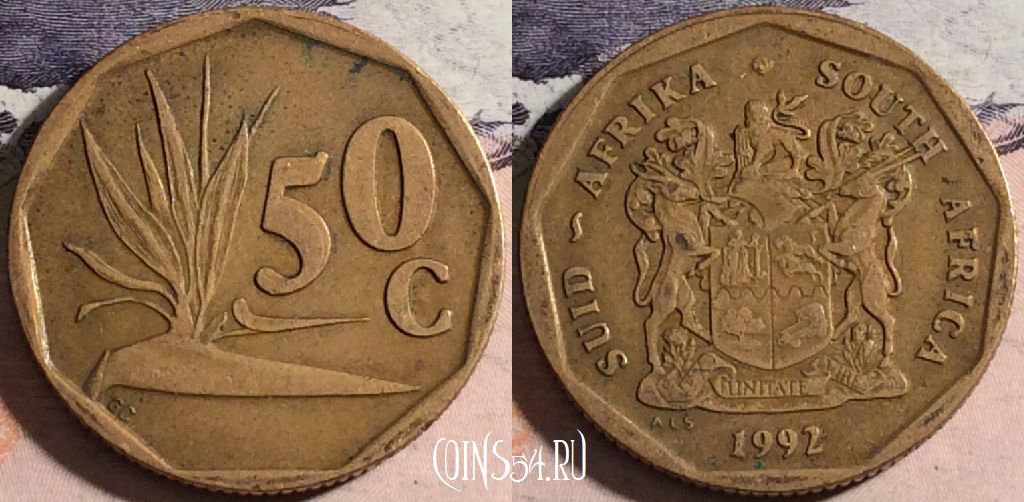 50
C
GG
SUID-AFRIKA · SOUTH AFRICA
UNITATE
ALS
1992
COINS54.RU